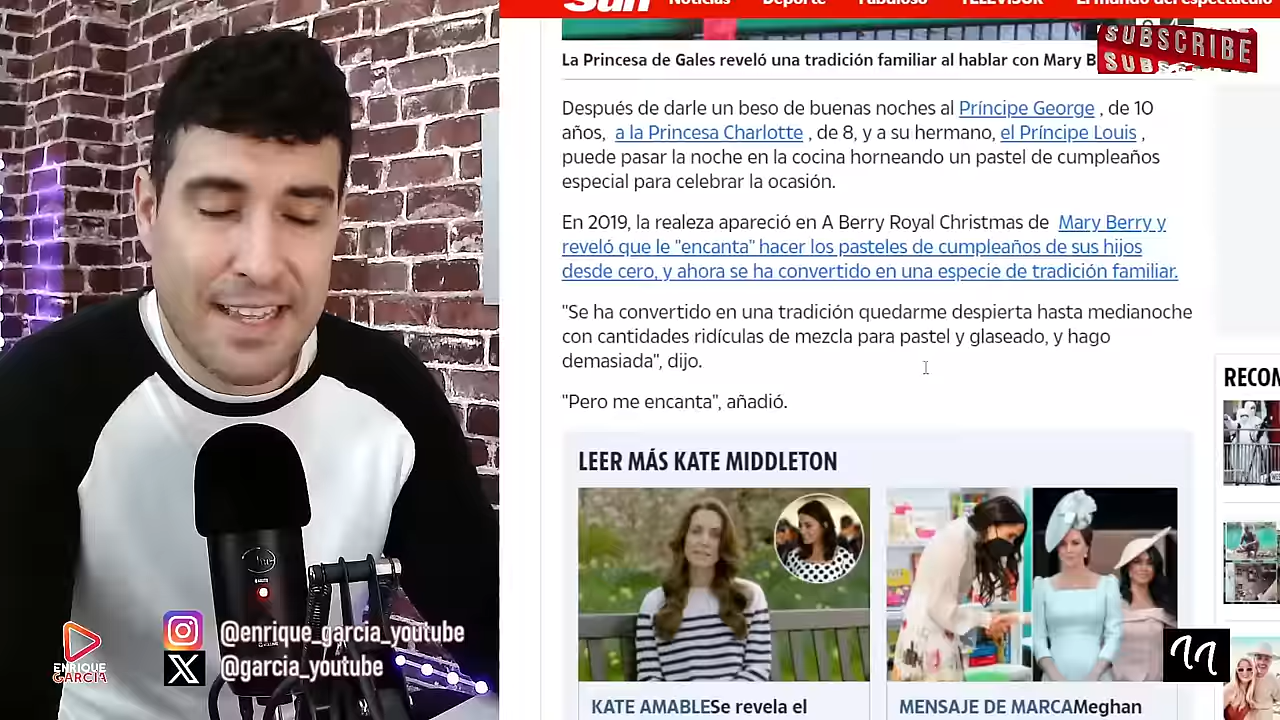 Sun
Noticias Deporte Fabuloso TELEVISOR El mundo del espectáculo
SUBSCRIBE
SUBS
La Princesa de Gales reveló una tradición familiar al hablar con Mary B
Después de darle un beso de buenas noches al Príncipe George , de 10
años, a la Princesa Charlotte , de 8, y a su hermano, el Príncipe Louis ,
puede pasar la noche en la cocina horneando un pastel de cumpleaños
especial para celebrar la ocasión.
En 2019, la realeza apareció en A Berry Royal Christmas de Mary Berry y
reveló que le "encanta" hacer los pasteles de cumpleaños de sus hijos
desde cero, y ahora se ha convertido en una especie de tradición familiar.
"Se ha convertido en una tradición quedarme despierta hasta medianoche
con cantidades ridículas de mezcla para pastel y glaseado, y hago
demasiada", dijo.
"Pero me encanta", añadió.
RECOM
LEER MÁS KATE MIDDLETON
KATE AMABLESe revela el
MENSAJE DE MARCAMeghan
@enrique_garcia_youtube
@garcia_youtube
ENRIQUE
GARCIA